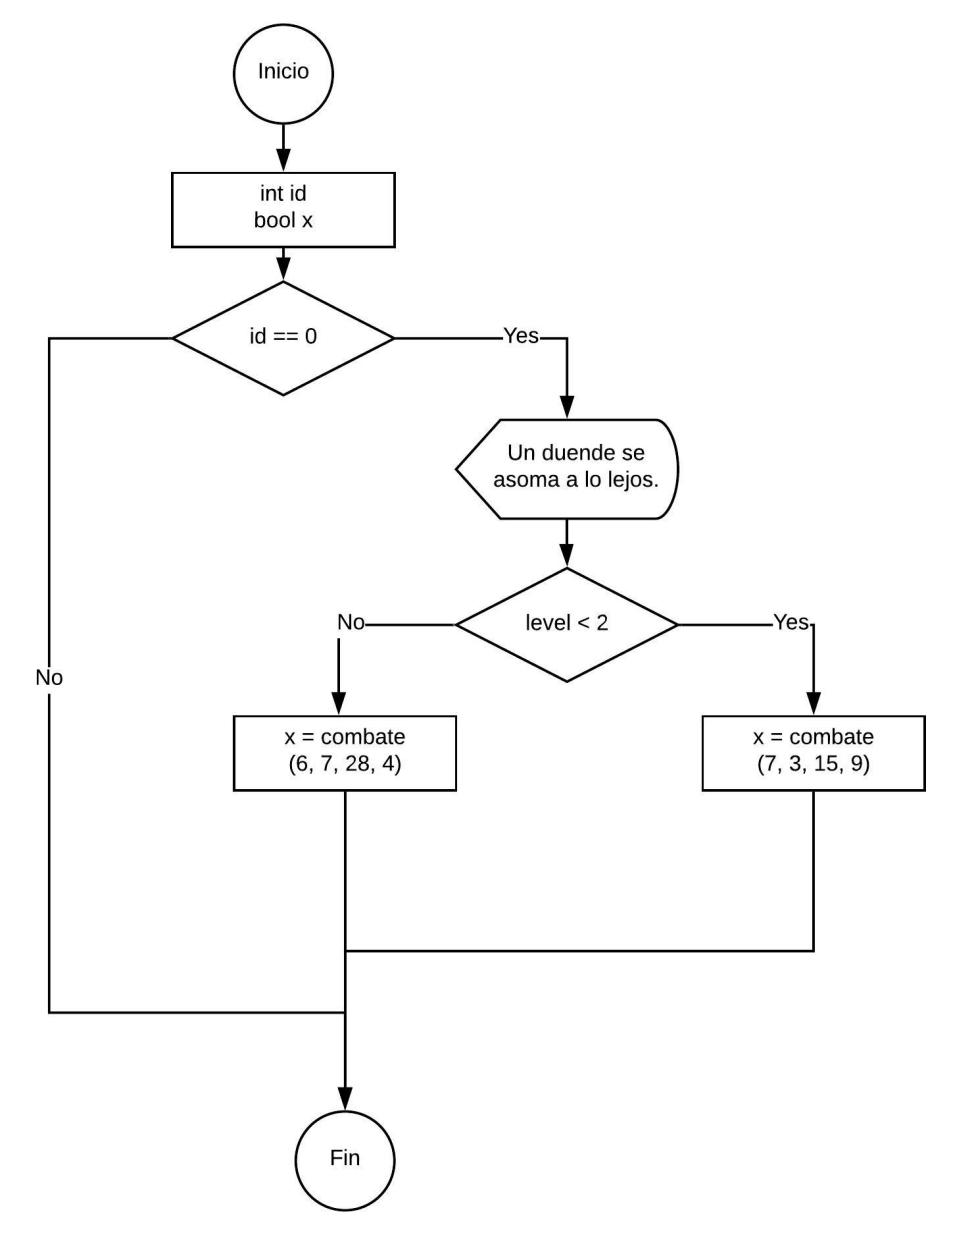 Inicio
int id
bool x
id == 0
Yes
Un duende se
asoma a lo lejos.
level < 2
No
Yes
No
x = combate
(6, 7, 28, 4)
x = combate
(7, 3, 15, 9)
Fin